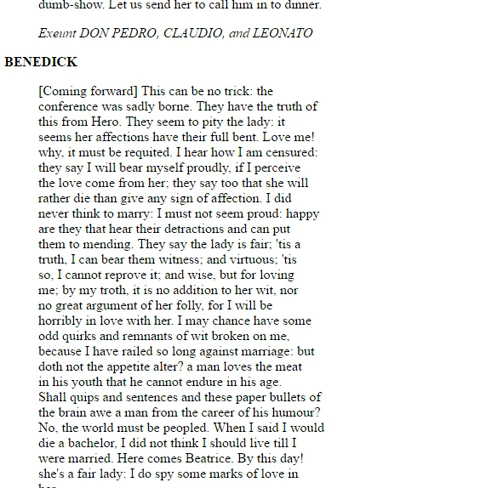 dumb-show. Let us send her to call him in to dinner.
Exeunt DON PEDRO, CLAUDIO, and LEONATO
BENEDICK
[Coming forward] This can be no trick: the
conference was sadly borne. They have the truth of
this from Hero. They seem to pity the lady: it
seems her affections have their full bent. Love me!
why, it must be requited. I hear how I am censured:
they say I will bear myself proudly, if I perceive
the love come from her; they say too that she will
rather die than give any sign of affection. I did
never think to marry: I must not seem proud: happy
are they that hear their detractions and can put
them to mending. They say the lady is fair; 'tis a
truth, I can bear them witness; and virtuous; 'tis
so, I cannot reprove it; and wise, but for loving
me; by my troth, it is no addition to her wit, nor
no great argument of her folly, for I will be
horribly in love with her. I may chance have some
odd quirks and remnants of wit broken on me,
because I have railed so long against marriage: but
doth not the appetite alter? a man loves the meat
in his youth that he cannot endure in his age.
Shall quips and sentences and these paper bullets of
the brain awe a man from the career of his humour?
No, the world must be peopled. When I said I would
die a bachelor, I did not think I should live till I
were married. Here comes Beatrice. By this day!
she's a fair lady: I do spy some marks of love in